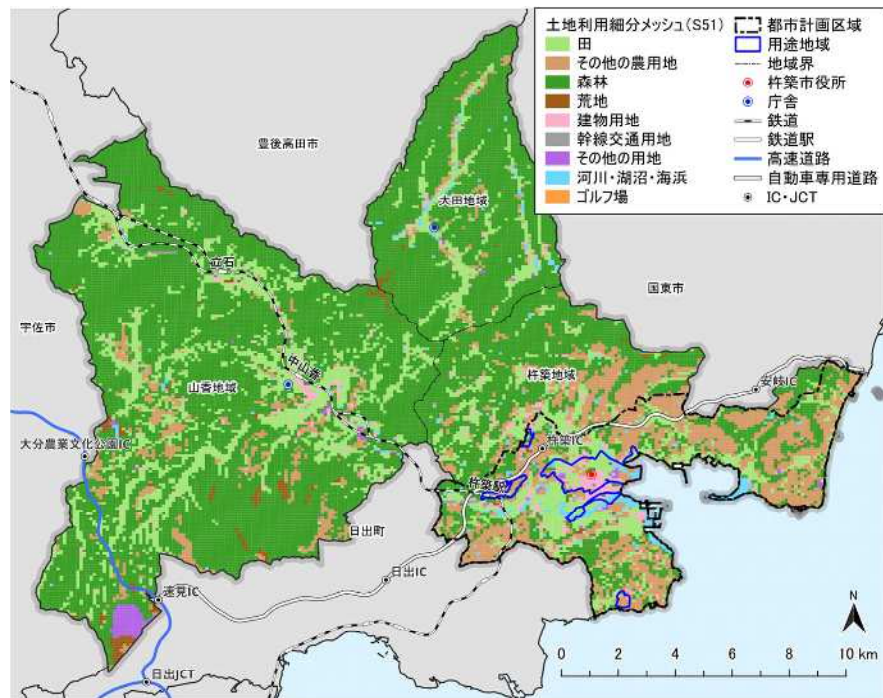 土地利用細分メッシュ(S51)
田
その他の農用地
森林
荒地
建物用地
幹線交通用地
その他の用地
河川・湖沼・海浜
ゴルフ場
都市計画区域
用途地域
地域界
杵築市役所
庁舎
鉄道
鉄道駅
高速道路
自動車専用道路
IC・JCT
豊後高田市
大田地域
立石
国東市
宇佐市
中山香
山香地域
杵築地域
安岐IC
大分農業文化公園IC
杵築IC
杵築駅
日出町
日出IC
速見IC
日出JCT
N
0 2 4 6 8 10 km